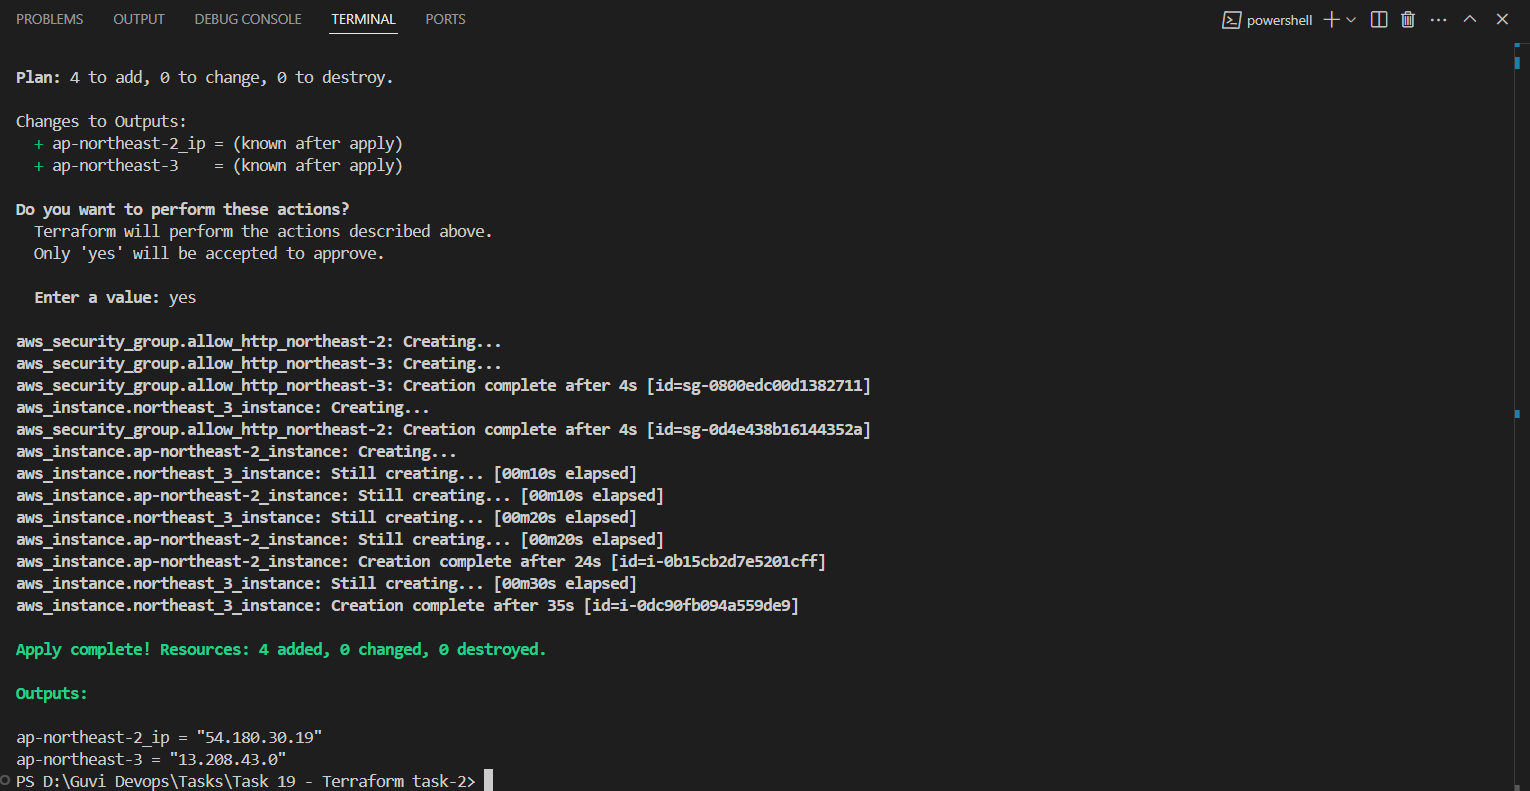 PROBLEMS OUTPUT DEBUG CONSOLE TERMINAL PORTS powershell
Plan: 4 to add, 0 to change, 0 to destroy.
Changes to Outputs:
+ ap-northeast-2_ip = (known after apply)
+ ap-northeast-3    = (known after apply)
Do you want to perform these actions?
Terraform will perform the actions described above.
Only 'yes' will be accepted to approve.
Enter a value: yes
aws_security_group.allow_http_northeast-2: Creating...
aws_security_group.allow_http_northeast-3: Creating...
aws_security_group.allow_http_northeast-3: Creation complete after 4s [id=sg-0800edc00d1382711]
aws_instance.northeast_3_instance: Creating...
aws_security_group.allow_http_northeast-2: Creation complete after 4s [id=sg-0d4e438b16144352a]
aws_instance.ap-northeast-2_instance: Creating...
aws_instance.northeast_3_instance: Still creating... [00m10s elapsed]
aws_instance.ap-northeast-2_instance: Still creating... [00m10s elapsed]
aws_instance.northeast_3_instance: Still creating... [00m20s elapsed]
aws_instance.ap-northeast-2_instance: Still creating... [00m20s elapsed]
aws_instance.ap-northeast-2_instance: Creation complete after 24s [id=i-0b15cb2d7e5201cff]
aws_instance.northeast_3_instance: Still creating... [00m30s elapsed]
aws_instance.northeast_3_instance: Creation complete after 35s [id=i-0dc90fb094a559de9]
Apply complete! Resources: 4 added, 0 changed, 0 destroyed.
Outputs:
ap-northeast-2_ip = "54.180.30.19"
ap-northeast-3 = "13.208.43.0"
PS D:\Guvi Devops\Tasks\Task 19 - Terraform task-2>